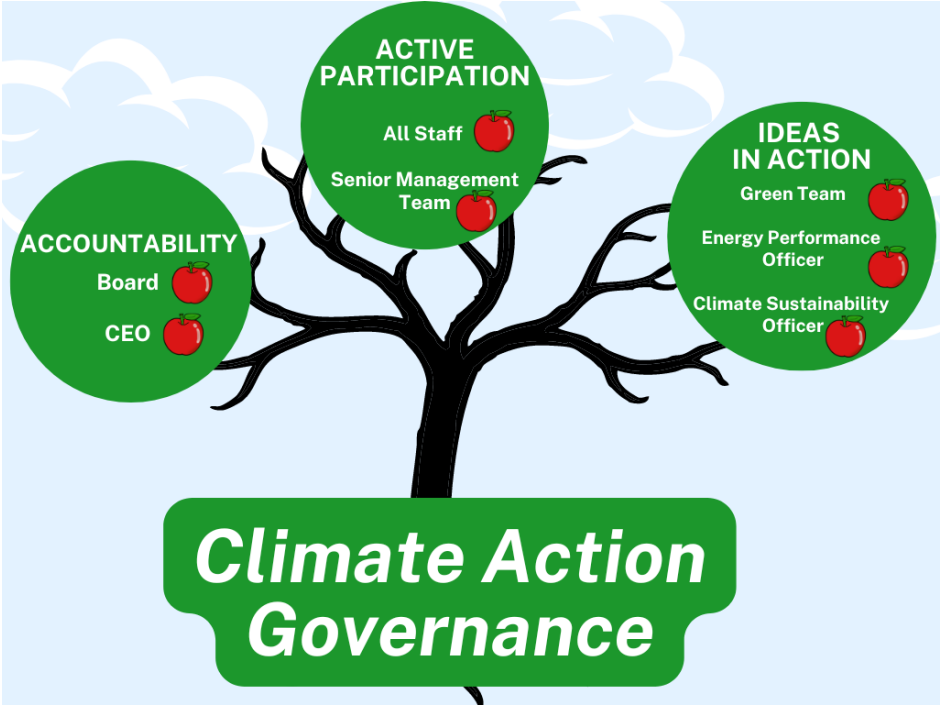 ACTIVE
PARTICIPATION
All Staff
Senior Management
Team
ACCOUNTABILITY
Board
CEO
IDEAS
IN ACTION
Green Team
Energy Performance
Officer
Climate Sustainability
Officer
Climate Action
Governance